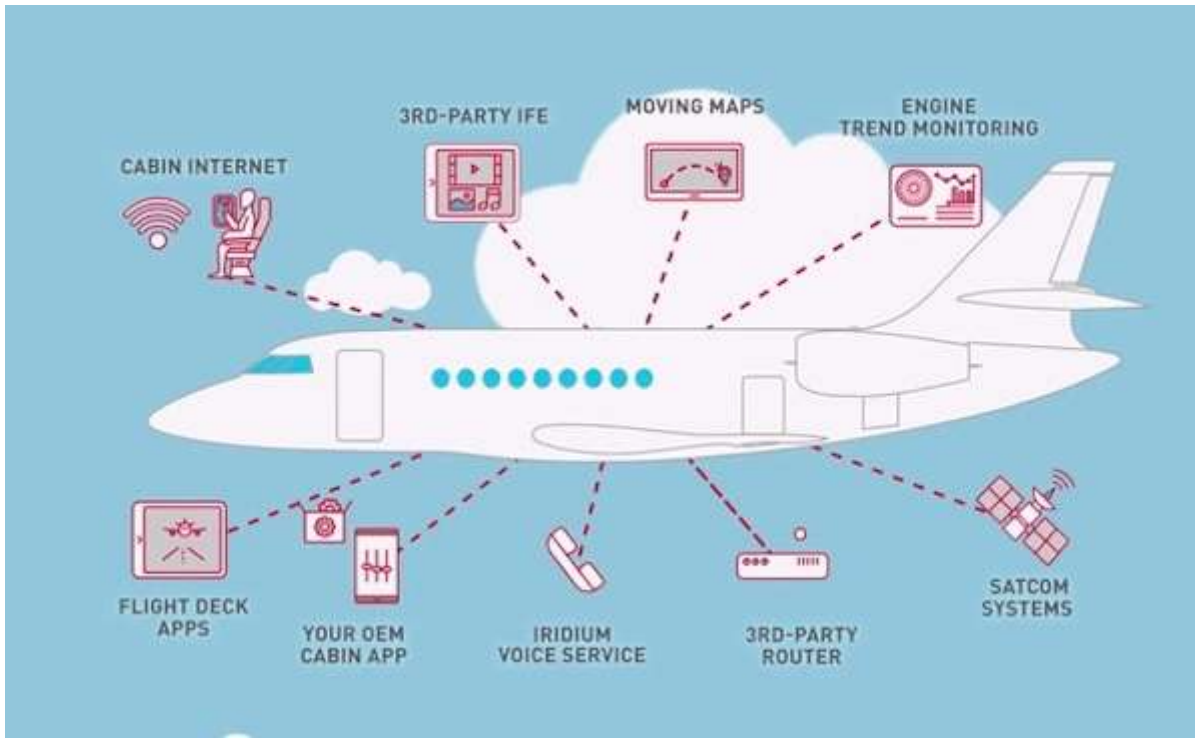 CABIN INTERNET
3RD-PARTY IFE
MOVING MAPS
ENGINE
TREND MONITORING
FLIGHT DECK
APPS
YOUR OEM
CABIN APP
IRIDIUM
VOICE SERVICE
3RD-PARTY
ROUTER
SATCOM
SYSTEMS